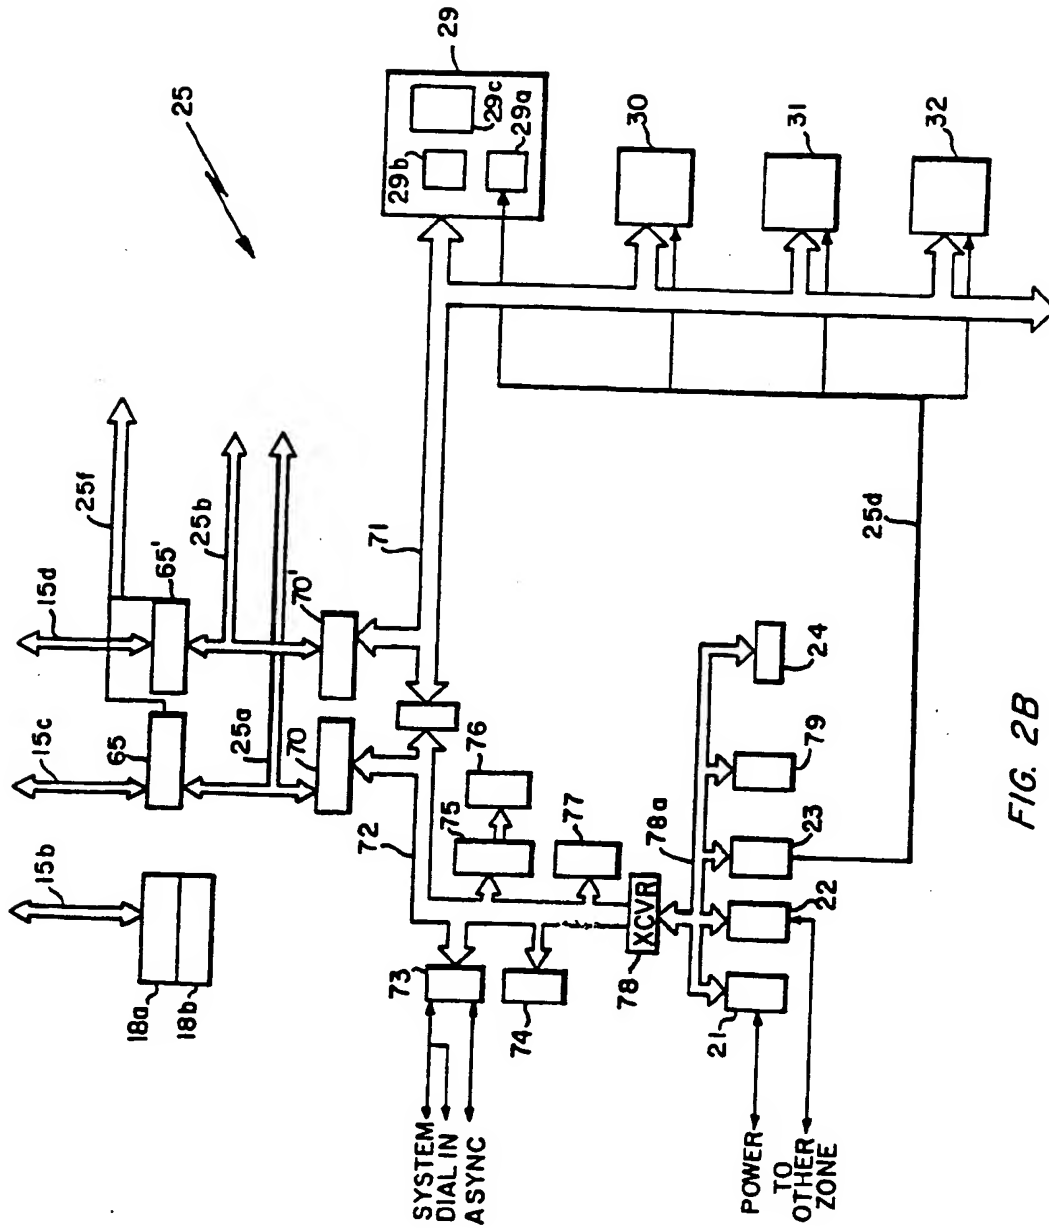 25
29
29b
29c
29a
30
31
32
25f
15d
65'
25b
15c
65
25a
70'
70
71
15b
18a
18b
72
76
75
77
73
74
SYSTEM
DIAL IN
ASYNC
78
XCVR
78a
24
79
23
22
21
25d
POWER
TO
OTHER
ZONE
FIG. 2B